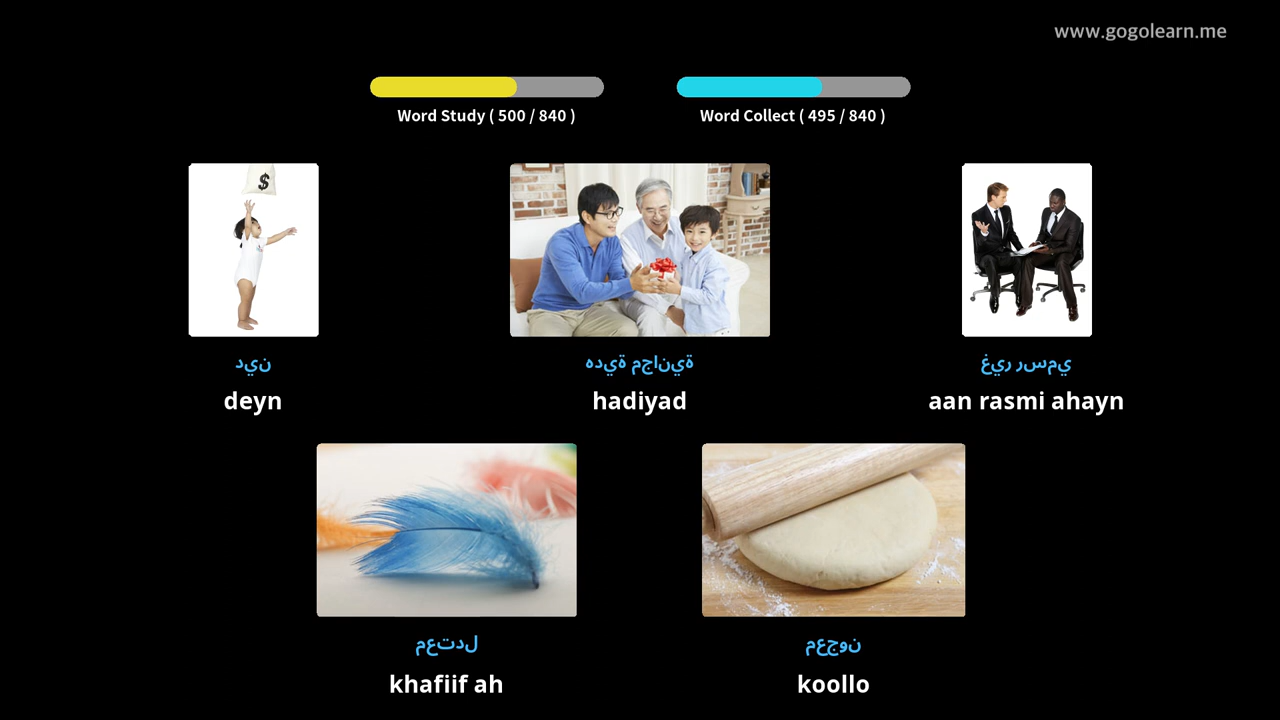 www.gogolearn.me
Word Study ( 500 / 840 )
Word Collect ( 495 / 840 )
دين
هدية مجانية
غير رسمي
deyn
hadiyad
aan rasmi ahayn
$
معتدل
معجون
khafiif ah
koollo